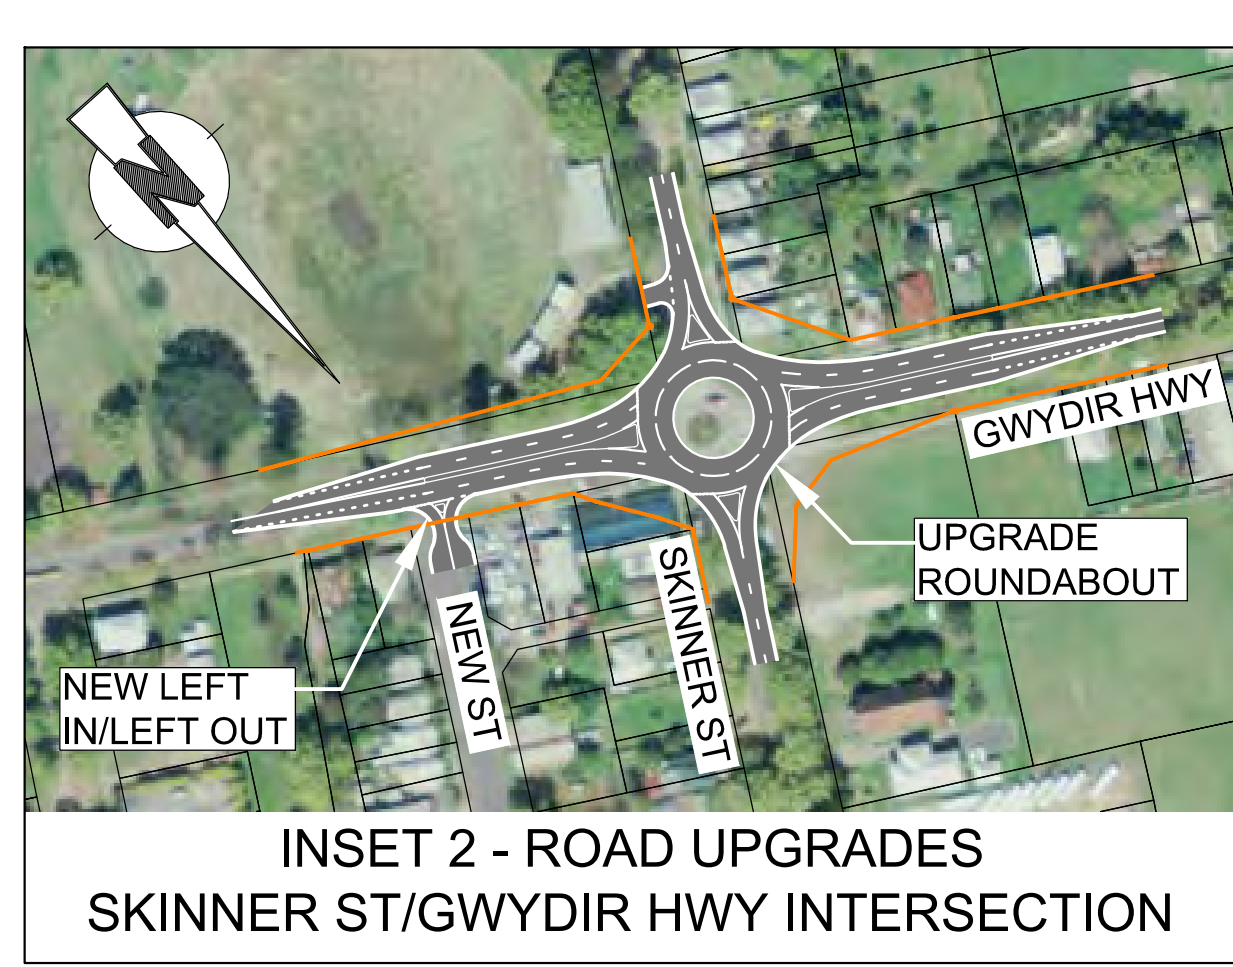 N
GWYDIR HWY
UPGRADE
ROUNDABOUT
SKINNER ST
NEW ST
NEW LEFT
IN/LEFT OUT
INSET 2 - ROAD UPGRADES
SKINNER ST/GWYDIR HWY INTERSECTION